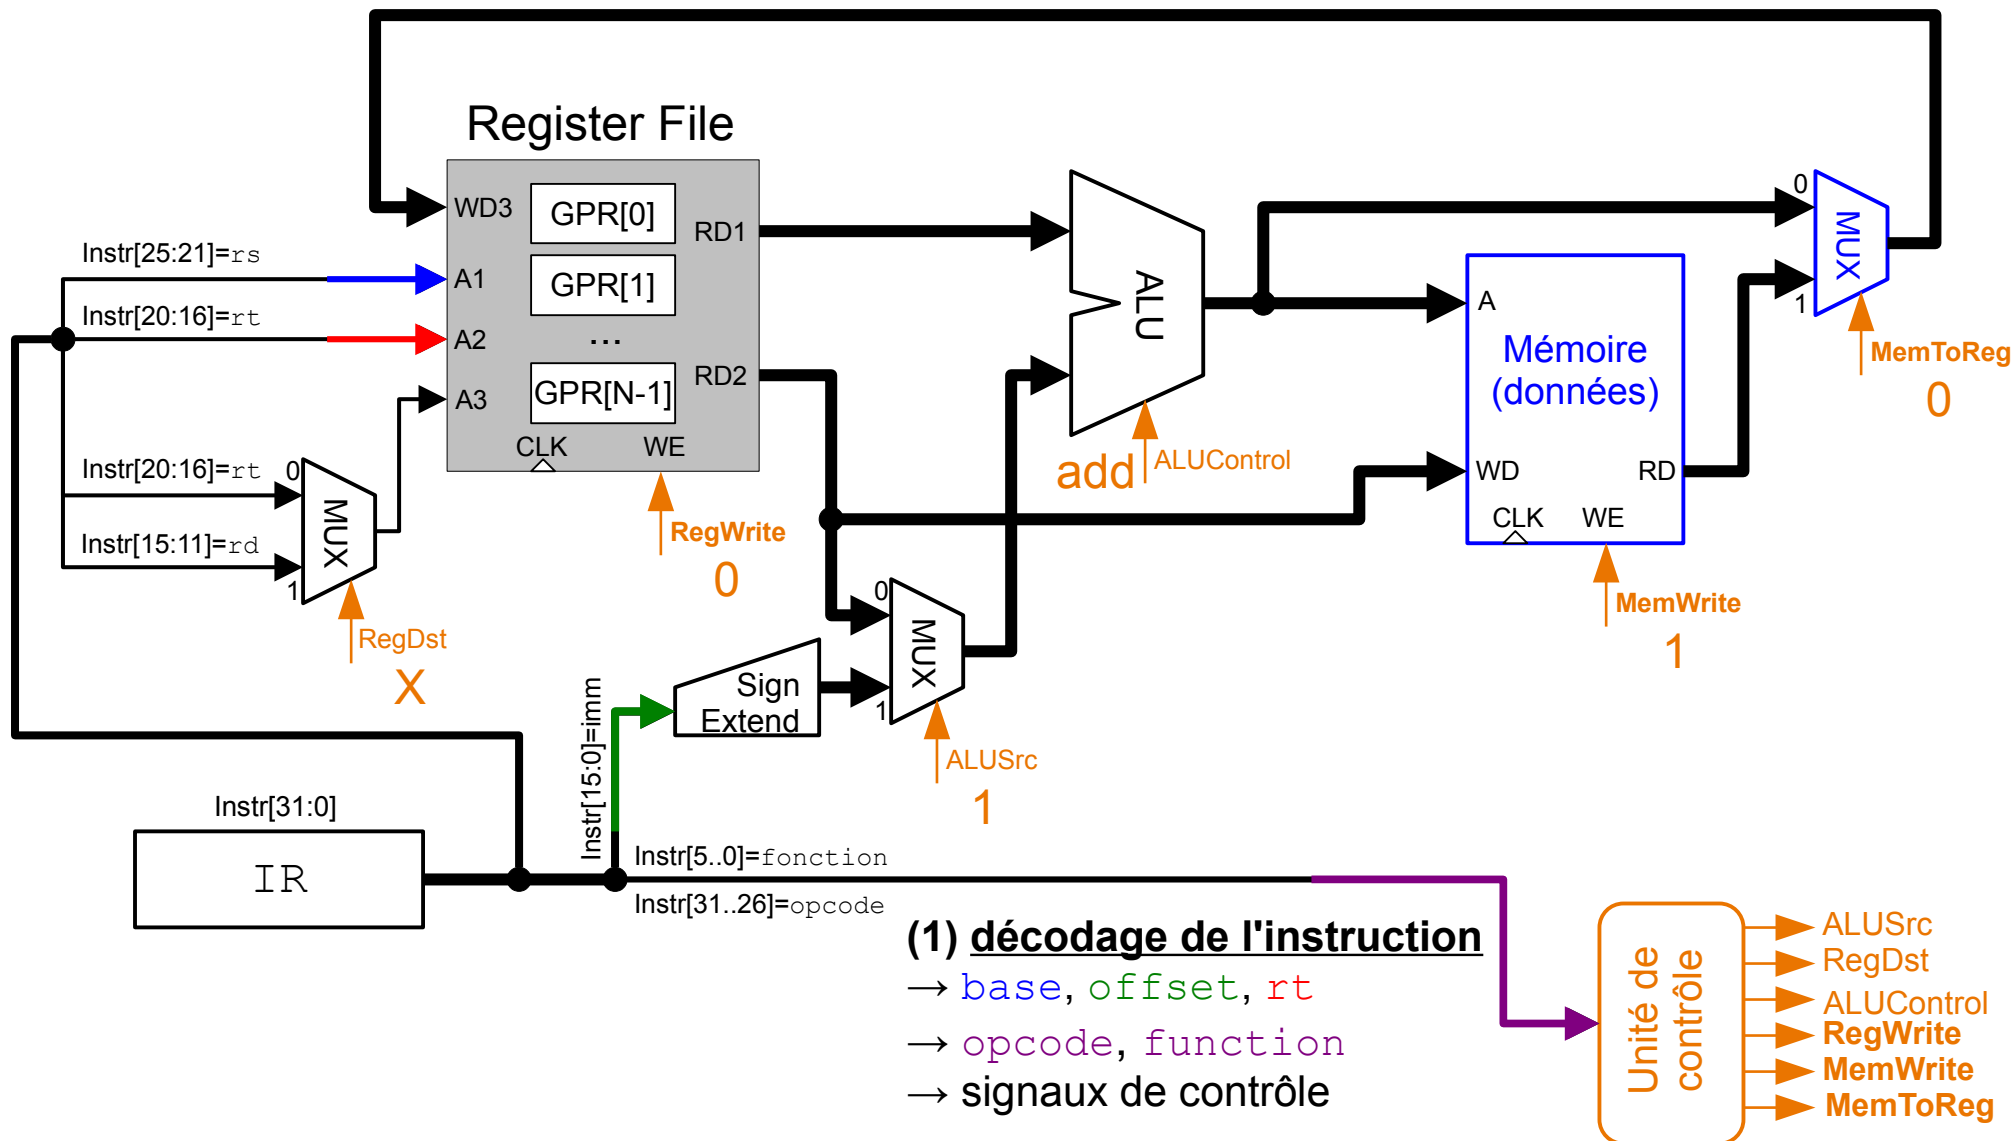 Register File
WD3
GPR[0]
RD1
0
MUX
Instr[25:21]=rs
A1
GPR[1]
ALU
A
1
Instr[20:16]=rt
A2
...
RD2
Mémoire
(données)
MemToReg
0
A3
GPR[N-1]
CLK
WE
add
ALUControl
WD
RD
CLK
WE
Instr[20:16]=rt
0
MUX
RegWrite
0
Instr[15:11]=rd
1
RegDst
X
0
MUX
1
MemWrite
1
Sign
Extend
Instr[15:0]=imm
ALUSrc
1
Instr[31:0]
IR
Instr[5..0]=fonction
Instr[31..26]=opcode
(1) décodage de l'instruction
→ base, offset, rt
→ opcode, function
→ signaux de contrôle
Unité de
contrôle
ALUSrc
RegDst
ALUControl
RegWrite
MemWrite
MemToReg